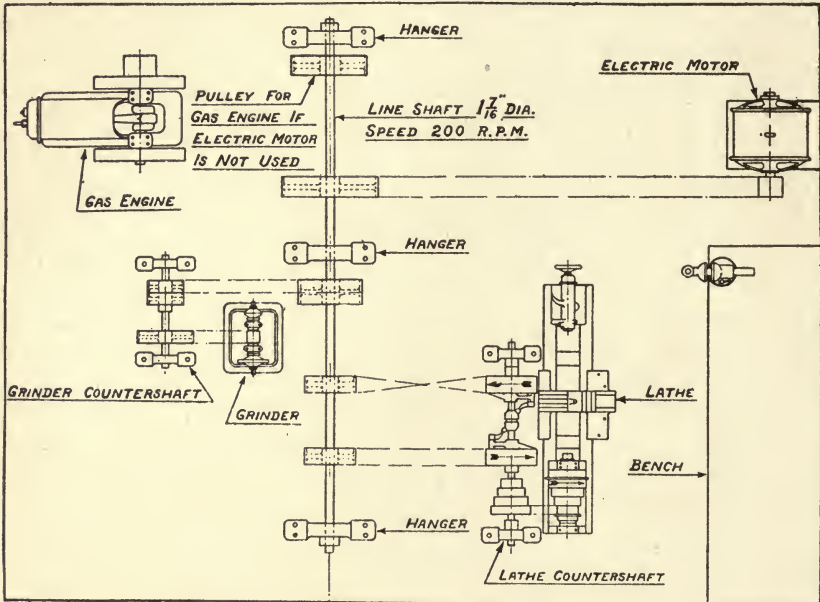 HANGER
ELECTRIC MOTOR
PULLEY FOR
GAS ENGINE IF
ELECTRIC MOTOR
IS NOT USED
LINE SHAFT 1 7/16" DIA.
SPEED 200 R.P.M.
GAS ENGINE
HANGER
GRINDER COUNTERSHAFT
GRINDER
LATHE
BENCH
HANGER
LATHE COUNTERSHAFT